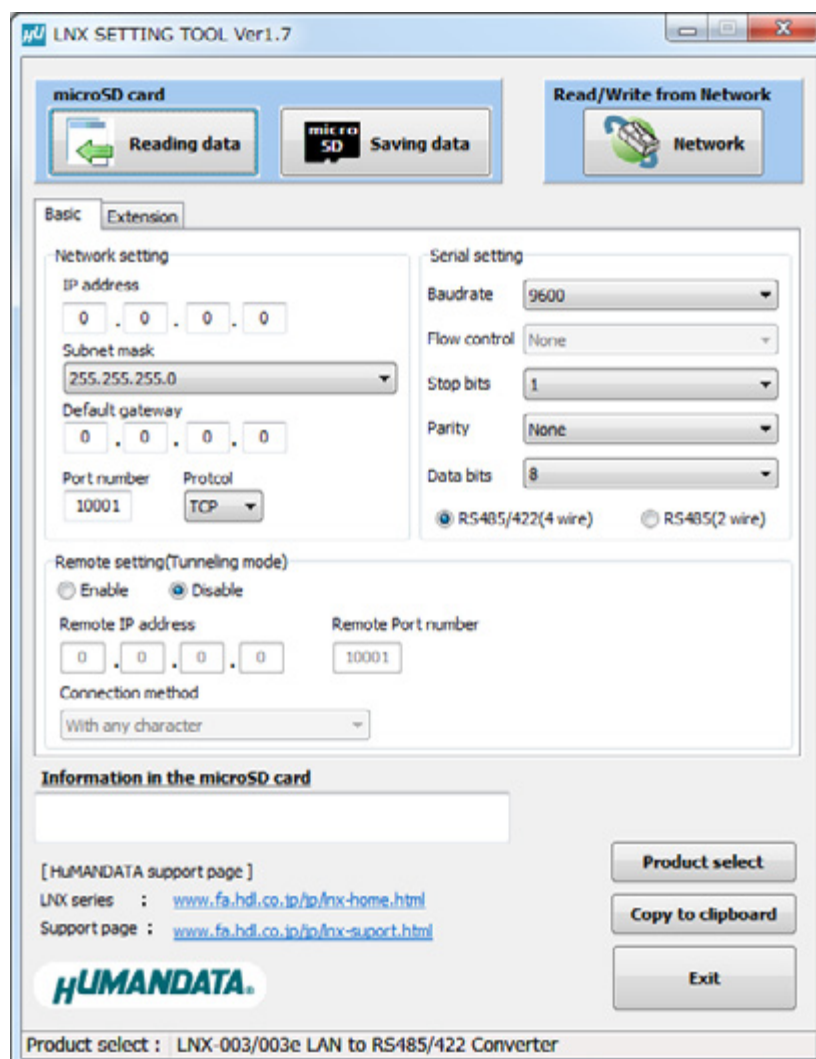 HU LNX SETTING TOOL Ver1.7
microSD card
Read/Write from Network
Reading data
micro SD
Saving data
Network
Basic Extension
Network setting
IP address
0 . 0 . 0 . 0
Subnet mask
255.255.255.0
Default gateway
0 . 0 . 0 . 0
Port number Protcol
10001 TCP
Serial setting
Baudrate 9600
Flow control None
Stop bits 1
Parity None
Data bits 8
RS485/422(4 wire) RS485(2 wire)
Remote setting(Tunneling mode)
Enable Disable
Remote IP address Remote Port number
0 . 0 . 0 . 0 10001
Connection method
With any character
Information in the microSD card
[ HuMANDATA support page ]
LNX series : www.fa.hdl.co.jp/jp/lnx-home.html
Support page : www.fa.hdl.co.jp/jp/lnx-suport.html
HUMANDATA®
Product select
Copy to clipboard
Exit
Product select : LNX-003/003e LAN to RS485/422 Converter